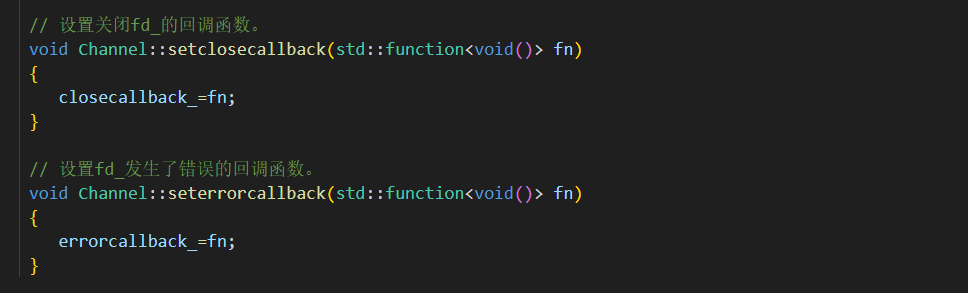 // 设置关闭fd_的回调函数。
void Channel::setclosecallback(std::function<void()> fn)
{
   closecallback_=fn;
}

// 设置fd_发生了错误的回调函数。
void Channel::seterrorcallback(std::function<void()> fn)
{
   errorcallback_=fn;
}